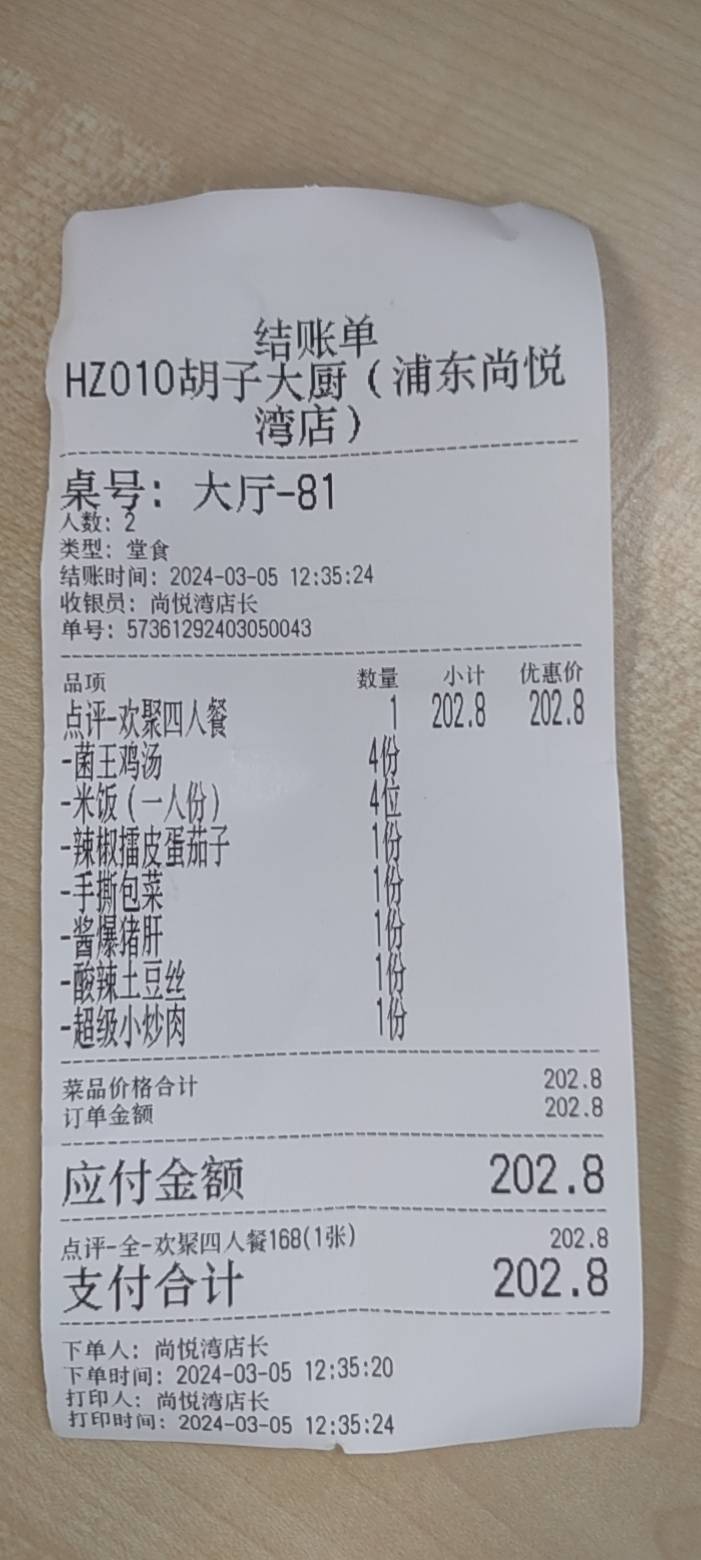 结账单
HZ010胡子大厨（浦东尚悦
湾店）
桌号：大厅-81
人数：2
类型：堂食
结账时间：2024-03-05 12:35:24
收银员：尚悦湾店长
单号：57361292403050043
品项 数量 小计 优惠价
点评-欢聚四人餐 1 202.8 202.8
-菌王鸡汤 4份
-米饭（一人份） 4位
-辣椒擂皮蛋茄子 1份
-手撕包菜 1份
-酱爆猪肝 1份
-酸辣土豆丝 1份
-超级小炒肉 1份
菜品价格合计 202.8
订单金额 202.8
应付金额 202.8
点评-全-欢聚四人餐168(1张) 202.8
支付合计 202.8
下单人：尚悦湾店长
下单时间：2024-03-05 12:35:20
打印人：尚悦湾店长
打印时间：2024-03-05 12:35:24